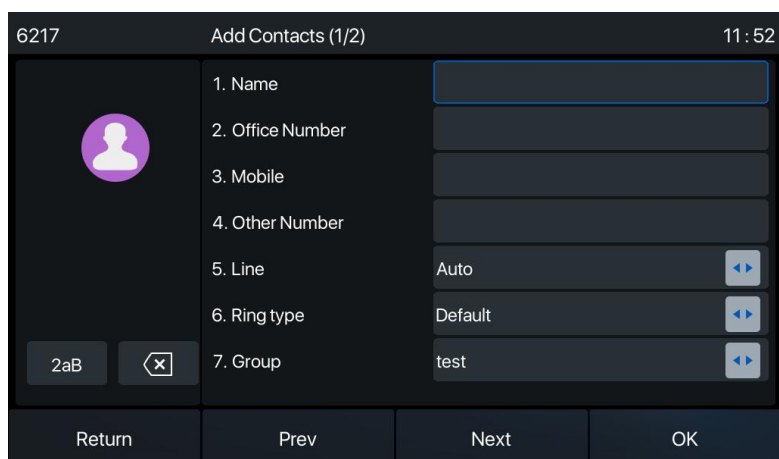 6217 Add Contacts (1/2) 11:52
1. Name
2. Office Number
3. Mobile
4. Other Number
5. Line Auto
6. Ring type Default
2aB
7. Group test
Return Prev Next OK